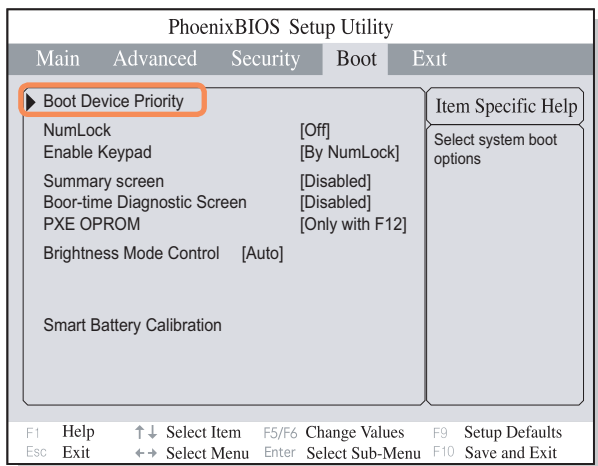 PhoenixBIOS Setup Utility
Main Advanced Security Boot Exit
Boot Device Priority
NumLock [Off]
Enable Keypad [By NumLock]
Summary screen [Disabled]
Boor-time Diagnostic Screen [Disabled]
PXE OPROM [Only with F12]
Brightness Mode Control [Auto]
Smart Battery Calibration
Item Specific Help
Select system boot
options
F1 Help ↑↓ Select Item F5/F6 Change Values F9 Setup Defaults
Esc Exit ←→ Select Menu Enter Select Sub-Menu F10 Save and Exit